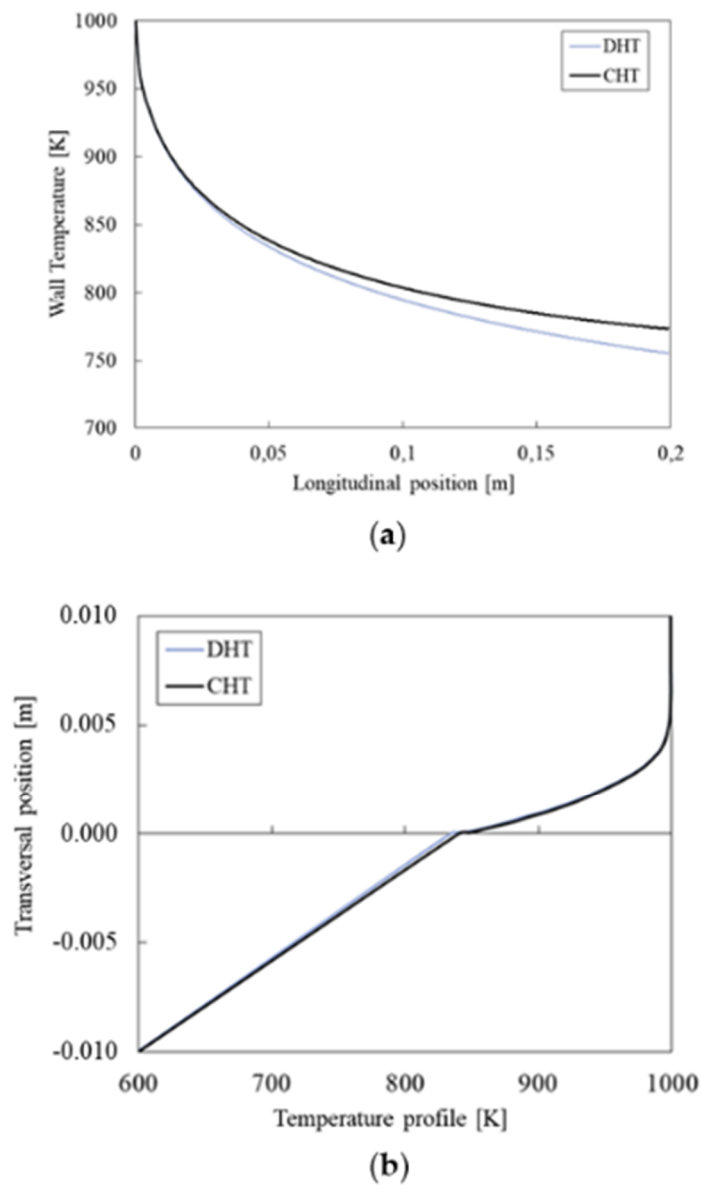 1000
DHT
CHT
950
900
850
800
750
700
Wall Temperature [K]
0
0,05
0,1
0,15
0,2
Longitudinal position [m]
(a)
0.010
DHT
CHT
0.005
0.000
-0.005
-0.010
Transversal position [m]
600
700
800
900
1000
Temperature profile [K]
(b)